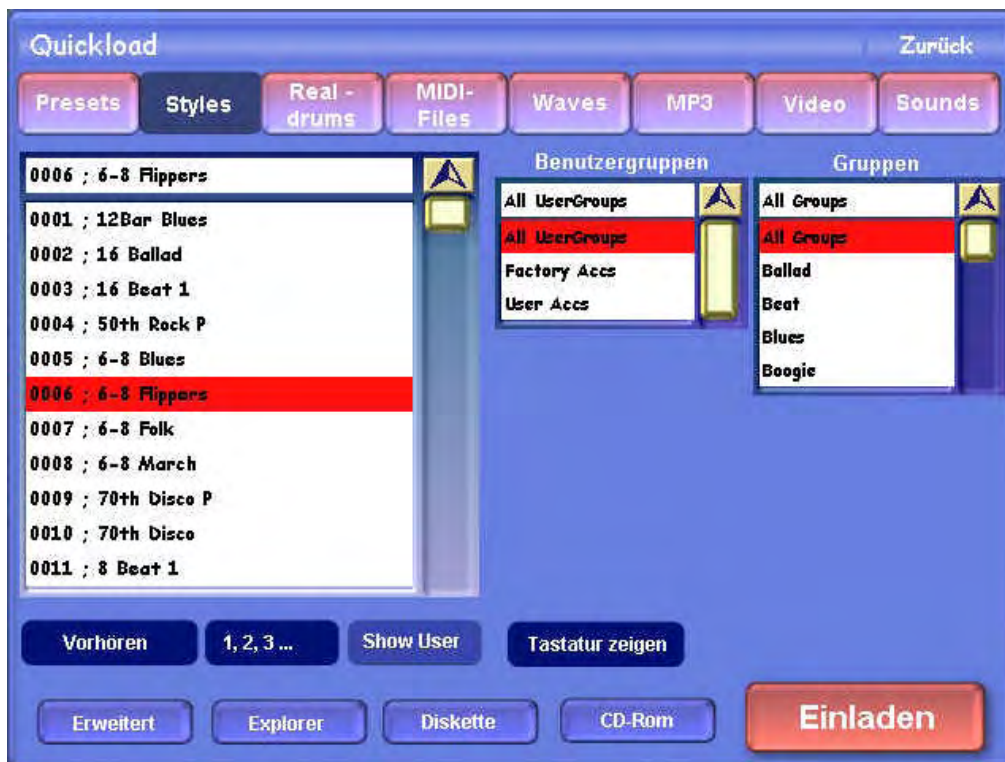 Quickload
Zurück
Presets
Styles
Real -
drums
MIDI-
Files
Waves
MP3
Video
Sounds
0006 ; 6-8 Flippers
0001 ; 12Bar Blues
0002 ; 16 Ballad
0003 ; 16 Beat 1
0004 ; 50th Rock P
0005 ; 6-8 Blues
0006 ; 6-8 Flippers
0007 ; 6-8 Folk
0008 ; 6-8 March
0009 ; 70th Disco P
0010 ; 70th Disco
0011 ; 8 Beat 1
Benutzergruppen
All UserGroups
All UserGroups
Factory Accs
User Accs
Gruppen
All Groups
All Groups
Ballad
Beat
Blues
Boogie
Vorhören
1, 2, 3 ...
Show User
Tastatur zeigen
Erweitert
Explorer
Diskette
CD-Rom
Einladen